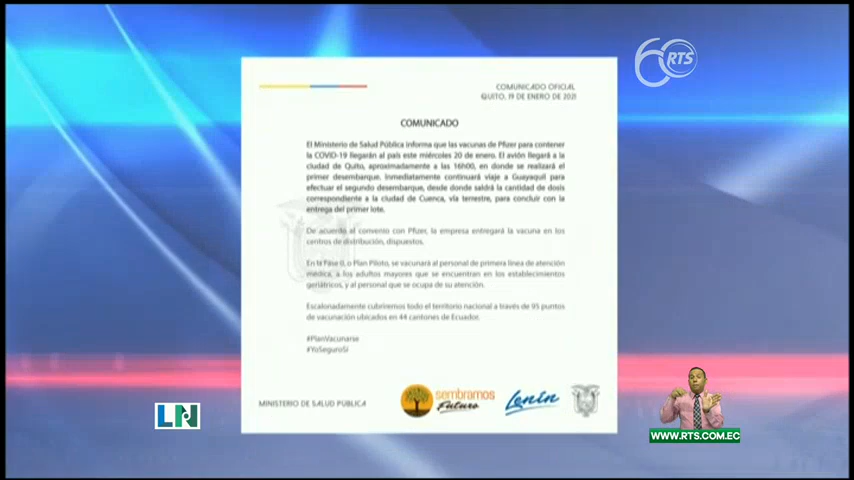 60 RTS
COMUNICADO OFICIAL
QUITO, 19 DE ENERO DE 2021
COMUNICADO
El Ministerio de Salud Pública informa que las vacunas de Pfizer para contener
la COVID-19 llegarán al país este miércoles 20 de enero. El avión llegará a la
ciudad de Quito, aproximadamente a las 16h00, en donde se realizará el
primer desembarque. Inmediatamente continuará viaje a Guayaquil para
efectuar el segundo desembarque, desde donde saldrá la cantidad de dosis
correspondiente a la ciudad de Cuenca, vía terrestre, para concluir con la
entrega del primer lote.
De acuerdo al convenio con Pfizer, la empresa entregará la vacuna en los
centros de distribución, dispuestos.
En la Fase 0, o Plan Piloto, se vacunará al personal de primera línea de atención
médica, a los adultos mayores que se encuentran en los establecimientos
geriátricos, y al personal que se ocupa de su atención.
Escalonadamente cubriremos todo el territorio nacional a través de 95 puntos
de vacunación ubicados en 44 cantones de Ecuador.
#PlanVacunarse
#YoSeguroSí
MINISTERIO DE SALUD PÚBLICA
sembramos
Futuro
Lenín
LN
WWW.RTS.COM.EC